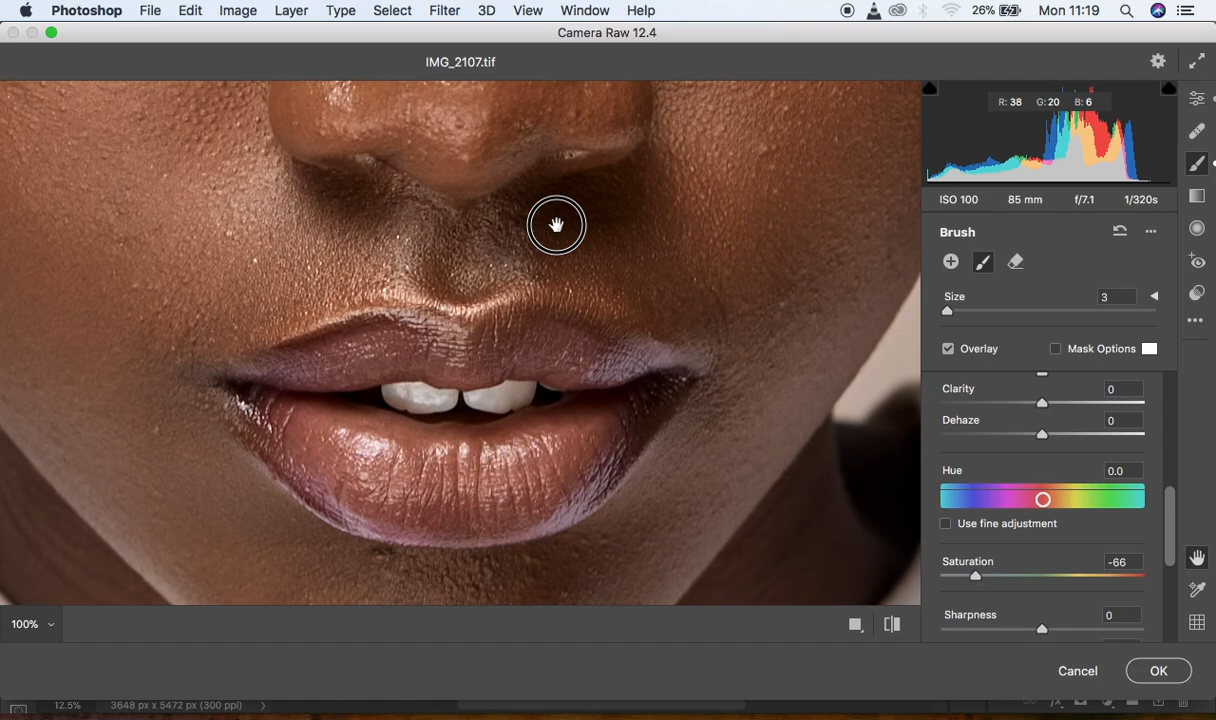 Photoshop File Edit Image Layer Type Select Filter 3D View Window Help 26% Mon 11:19
Camera Raw 12.4
IMG_2107.tif
R: 38 G: 20 B: 6
ISO 100 85 mm f/7.1 1/320s
Brush
Size 3
Overlay Mask Options
Clarity 0
Dehaze 0
Hue 0.0
Use fine adjustment
Saturation -66
Sharpness 0
100%
Cancel OK
12.5% 3648 px x 5472 px (300 ppi)